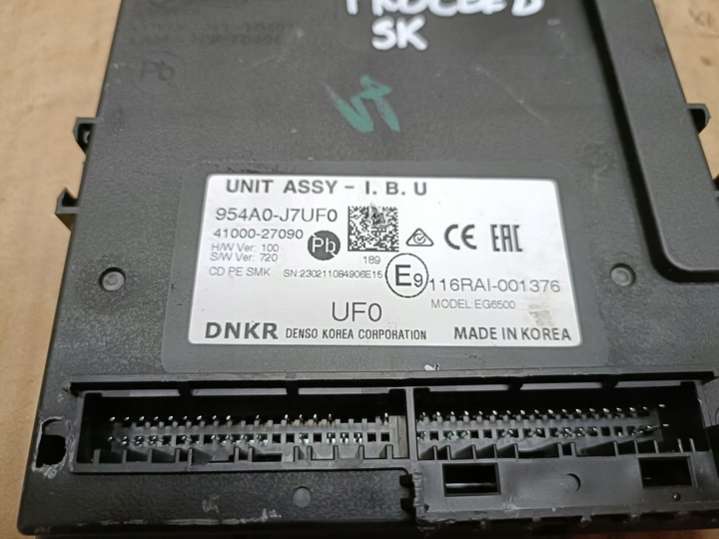 PROCEED
SK
Pb
UNIT ASSY - I. B. U
954A0-J7UF0
41000-27090
H/W Ver: 100
S/W Ver: 720
Pb
189
CE EAC
CD PE SMK SN:230211084906E15
E9 116RAI-001376
MODEL:EG6500
UF0
DNKR DENSO KOREA CORPORATION MADE IN KOREA